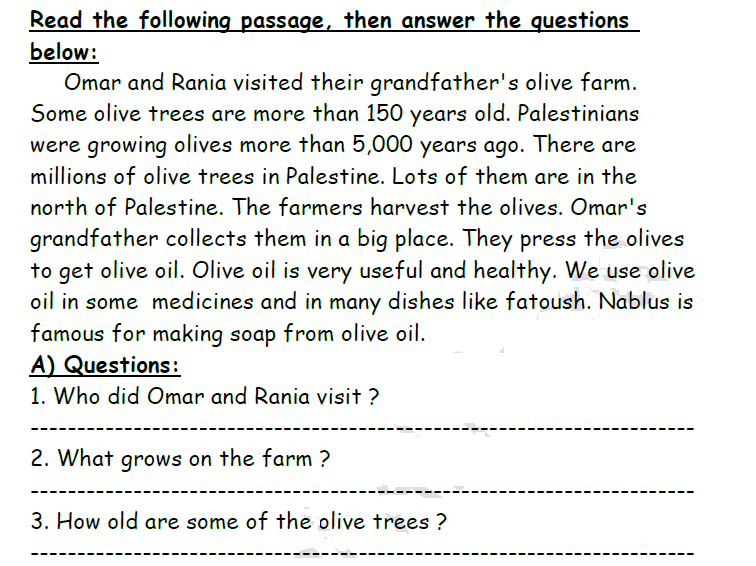 Read the following passage, then answer the questions
below:
Omar and Rania visited their grandfather's olive farm.
Some olive trees are more than 150 years old. Palestinians
were growing olives more than 5,000 years ago. There are
millions of olive trees in Palestine. Lots of them are in the
north of Palestine. The farmers harvest the olives. Omar's
grandfather collects them in a big place. They press the olives
to get olive oil. Olive oil is very useful and healthy. We use olive
oil in some medicines and in many dishes like fatoush. Nablus is
famous for making soap from olive oil.
A) Questions:
1. Who did Omar and Rania visit ?
2. What grows on the farm ?
3. How old are some of the olive trees ?